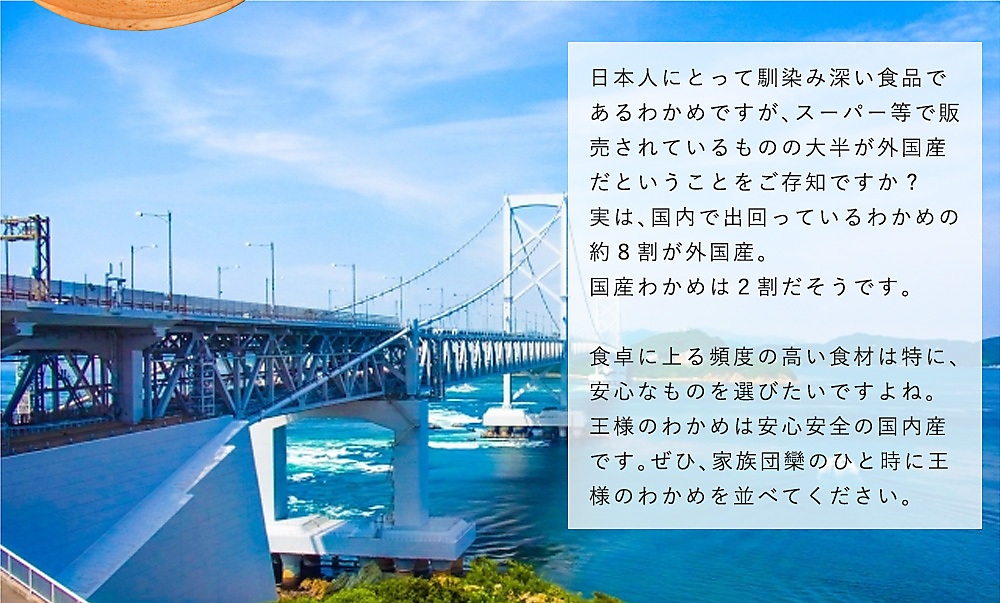 日本人にとって馴染み深い食品で
あるわかめですが、スーパー等で販
売されているものの大半が外国産
だということをご存知ですか？
実は、国内で出回っているわかめの
約８割が外国産。
国産わかめは２割だそうです。
食卓に上る頻度の高い食材は特に、
安心なものを選びたいですよね。
王様のわかめは安心安全の国内産
です。ぜひ、家族団欒のひと時に王
様のわかめを並べてください。